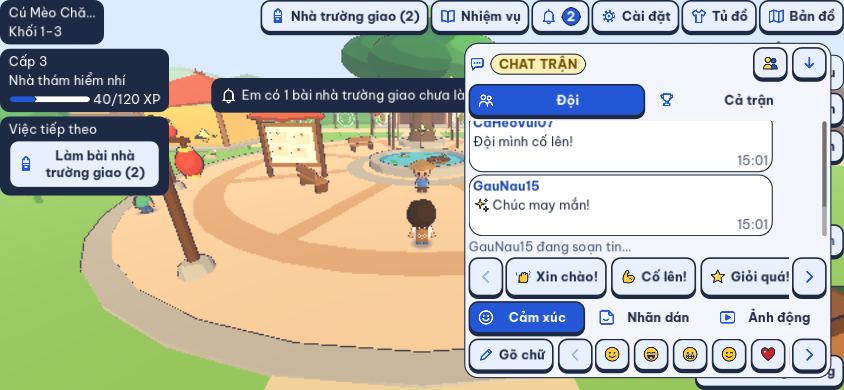 Cú Mèo Chă...
Khối 1–3
Nhà trường giao (2)
Nhiệm vụ
2
Cài đặt
Tủ đồ
Bản đồ
Cấp 3
Nhà thám hiểm nhí
40/120 XP
Việc tiếp theo
Làm bài nhà
trường giao (2)
Em có 1 bài nhà trường giao chưa là
CHAT TRẬN
Đội
Cả trận
CaHeoVui07
Đội mình cố lên!
15:01
GauNau15
Chúc may mắn!
15:01
GauNau15 đang soạn tin...
Xin chào!
Cố lên!
Giỏi quá!
Cảm xúc
Nhãn dán
Ảnh động
Gõ chữ